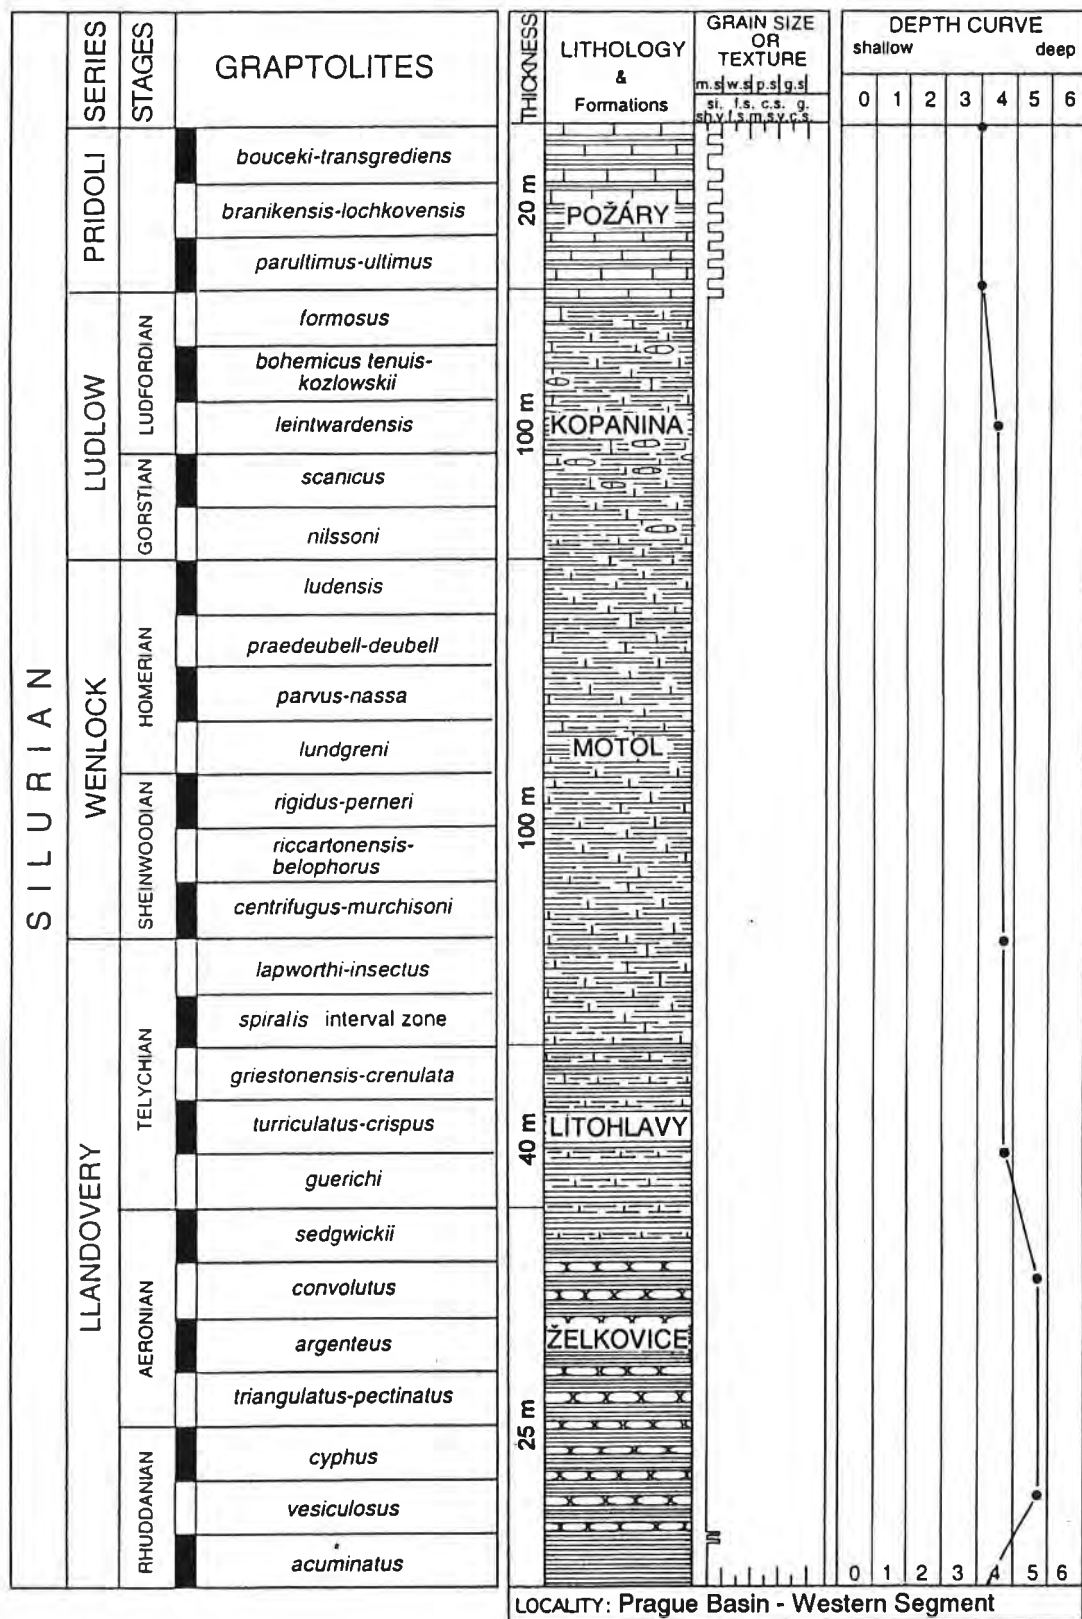 SERIES
STAGES
GRAPTOLITES
THICKNESS
LITHOLOGY
&
Formations
GRAIN SIZE
OR
TEXTURE
m.s w.s p.s g.s
si. f.s. c.s. g.
sh.v.f.s.m.s.v.c.s.
DEPTH CURVE
shallow deep
0 1 2 3 4 5 6
SILURIAN
PRIDOLI
bouceki-transgrediens
branikensis-lochkovensis
parultimus-ultimus
20 m
POŽÁRY
LUDLOW
LUDFORDIAN
formosus
bohemicus tenuis-
kozlowskii
leintwardensis
GORSTIAN
scanicus
nilssoni
100 m
KOPANINA
WENLOCK
HOMERIAN
ludensis
praedeubell-deubell
parvus-nassa
lundgreni
SHEINWOODIAN
rigidus-perneri
riccartonensis-
belophorus
centrifugus-murchisoni
100 m
MOTOL
LLANDOVERY
TELYCHIAN
lapworthi-insectus
spiralis interval zone
griestonensis-crenulata
turriculatus-crispus
guerichi
40 m
LITOHLAVY
AERONIAN
sedgwickii
convolutus
argenteus
triangulatus-pectinatus
RHUDDANIAN
cyphus
vesiculosus
acuminatus
25 m
ŽELKOVICE
0 1 2 3 4 5 6
LOCALITY: Prague Basin - Western Segment